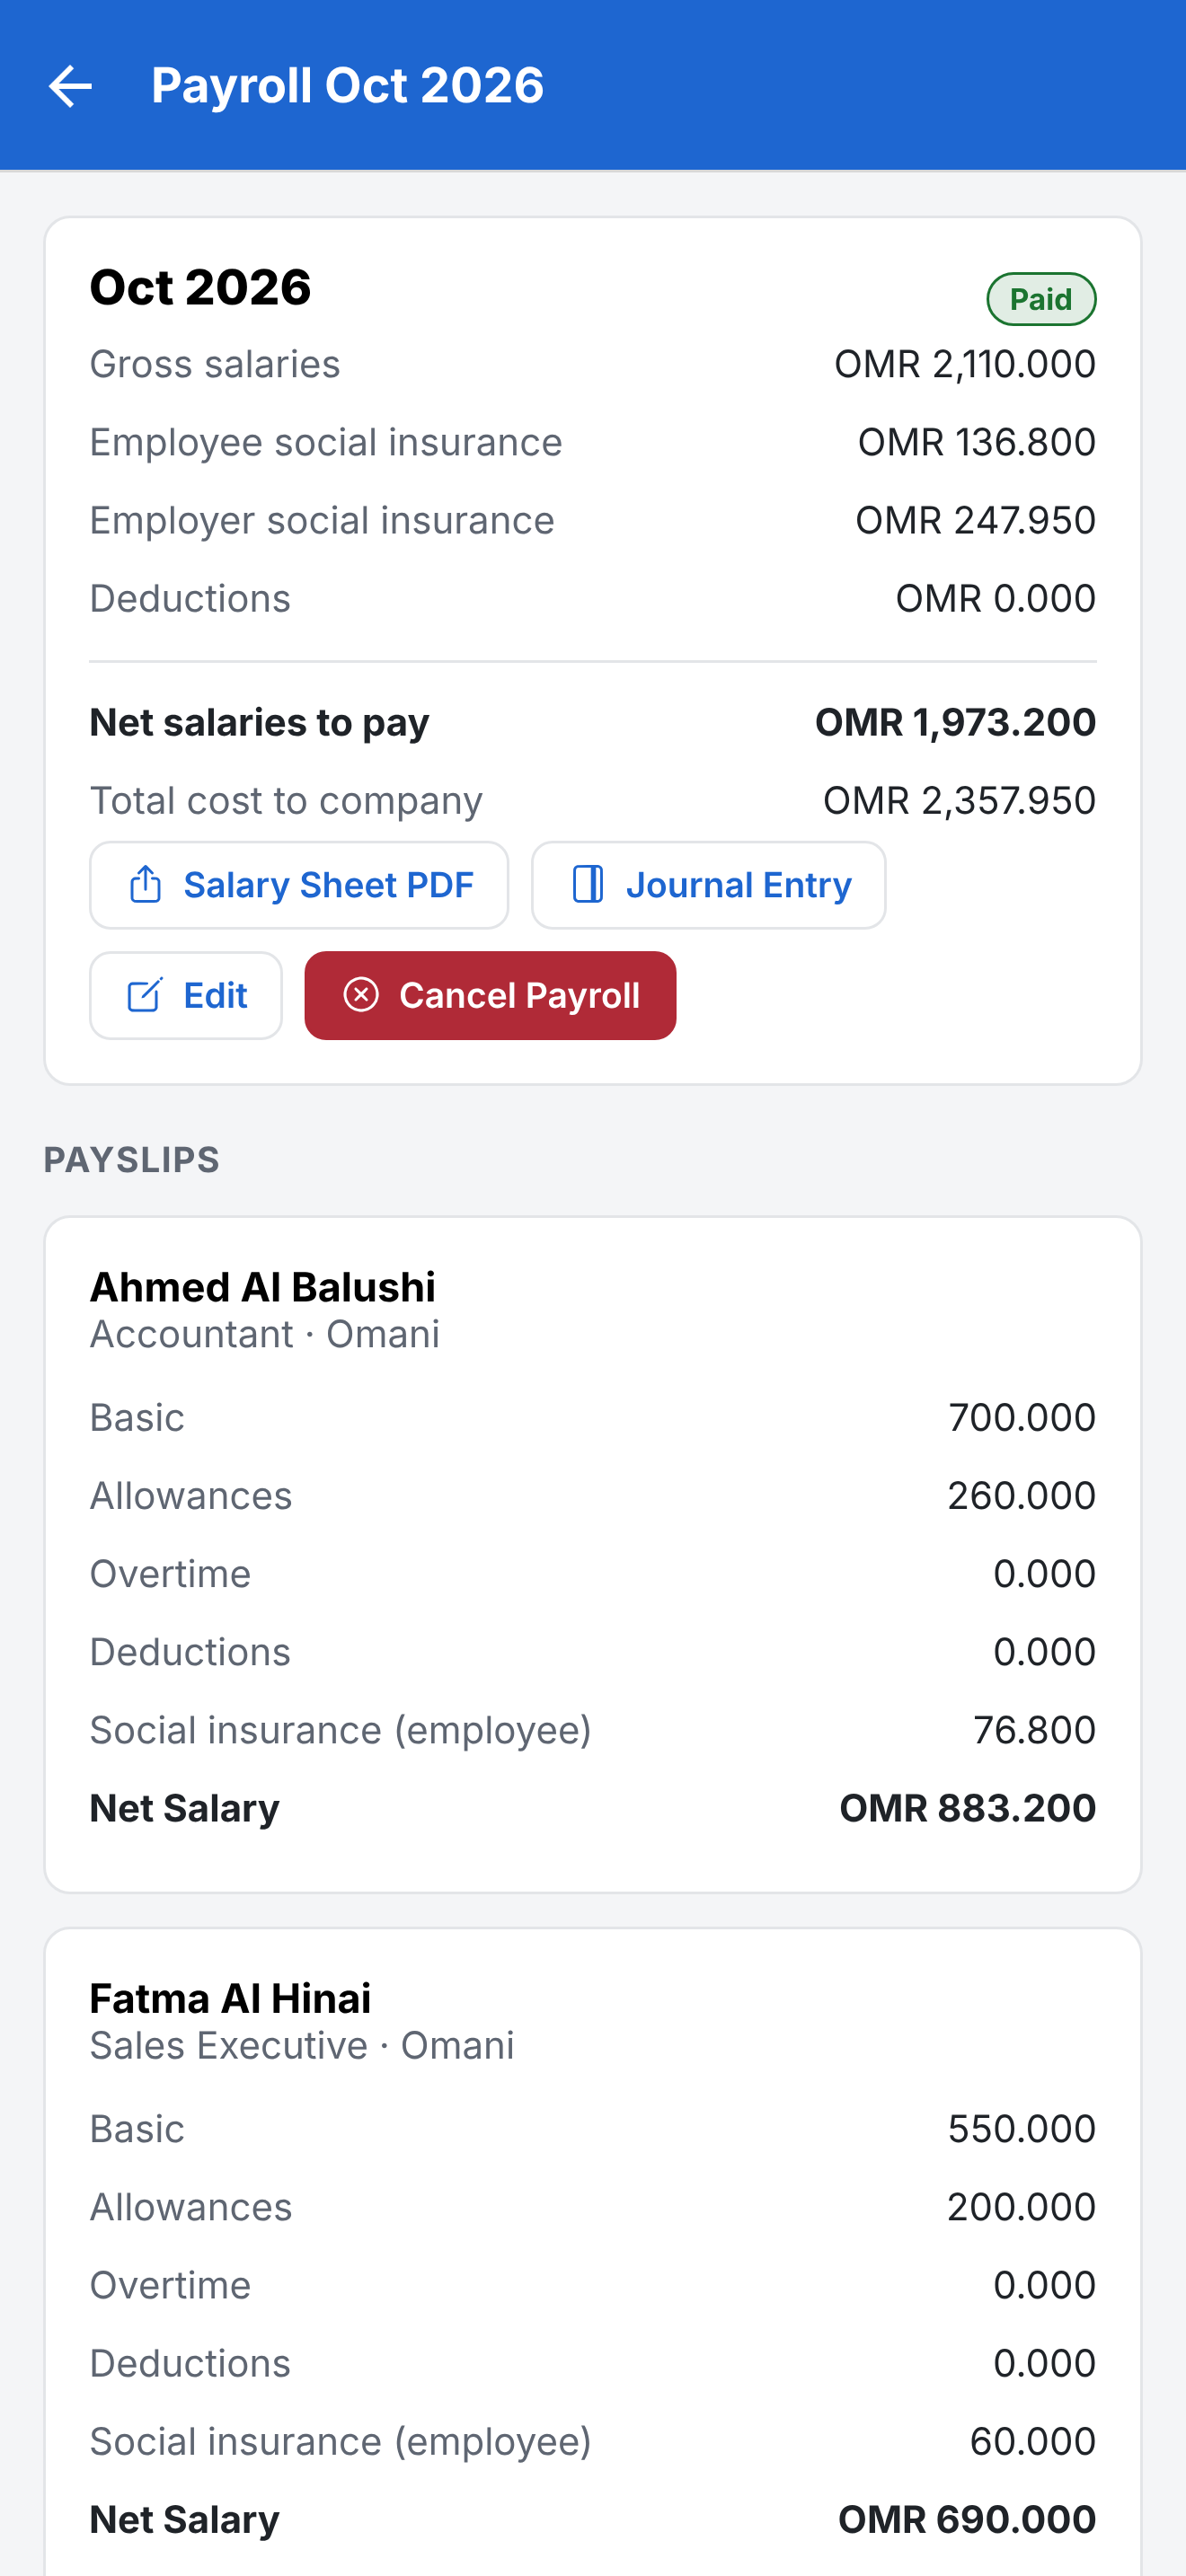 Payroll Oct 2026
Oct 2026 Paid
Gross salaries OMR 2,110.000
Employee social insurance OMR 136.800
Employer social insurance OMR 247.950
Deductions OMR 0.000
Net salaries to pay OMR 1,973.200
Total cost to company OMR 2,357.950
Salary Sheet PDF Journal Entry
Edit Cancel Payroll
PAYSLIPS
Ahmed Al Balushi
Accountant · Omani
Basic 700.000
Allowances 260.000
Overtime 0.000
Deductions 0.000
Social insurance (employee) 76.800
Net Salary OMR 883.200
Fatma Al Hinai
Sales Executive · Omani
Basic 550.000
Allowances 200.000
Overtime 0.000
Deductions 0.000
Social insurance (employee) 60.000
Net Salary OMR 690.000